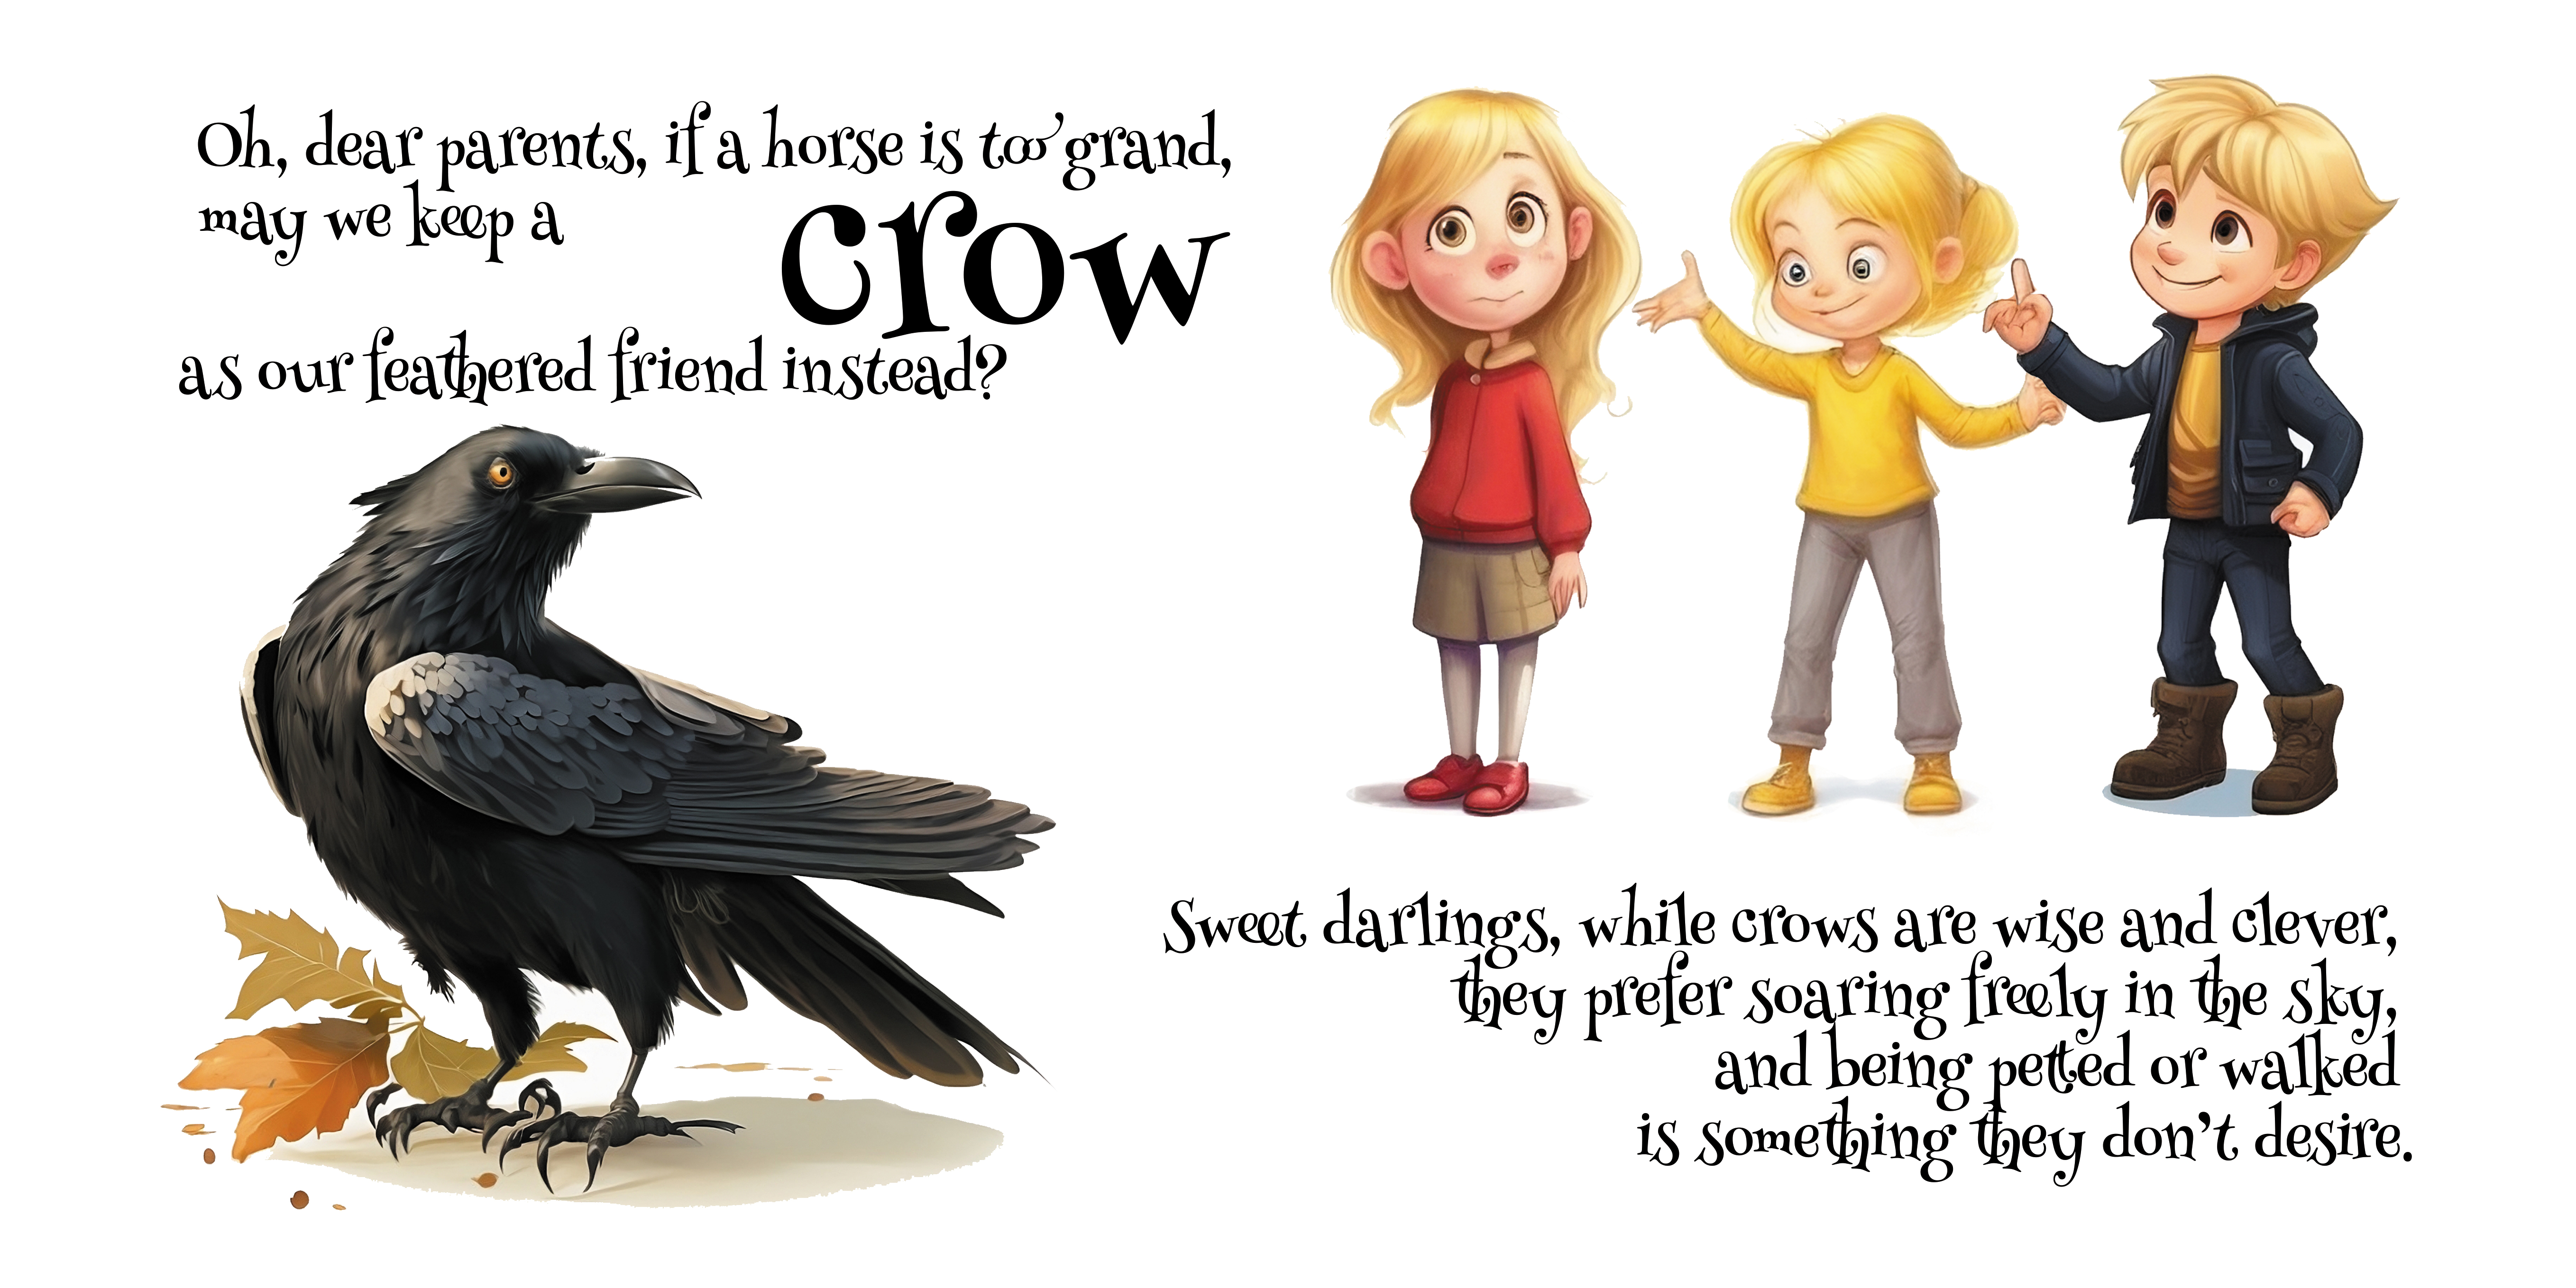 Oh, dear parents, if a horse is too grand,
may we keep a
crow
as our feathered friend instead?
Sweet darlings, while crows are wise and clever,
they prefer soaring freely in the sky,
and being petted or walked
is something they don't desire.